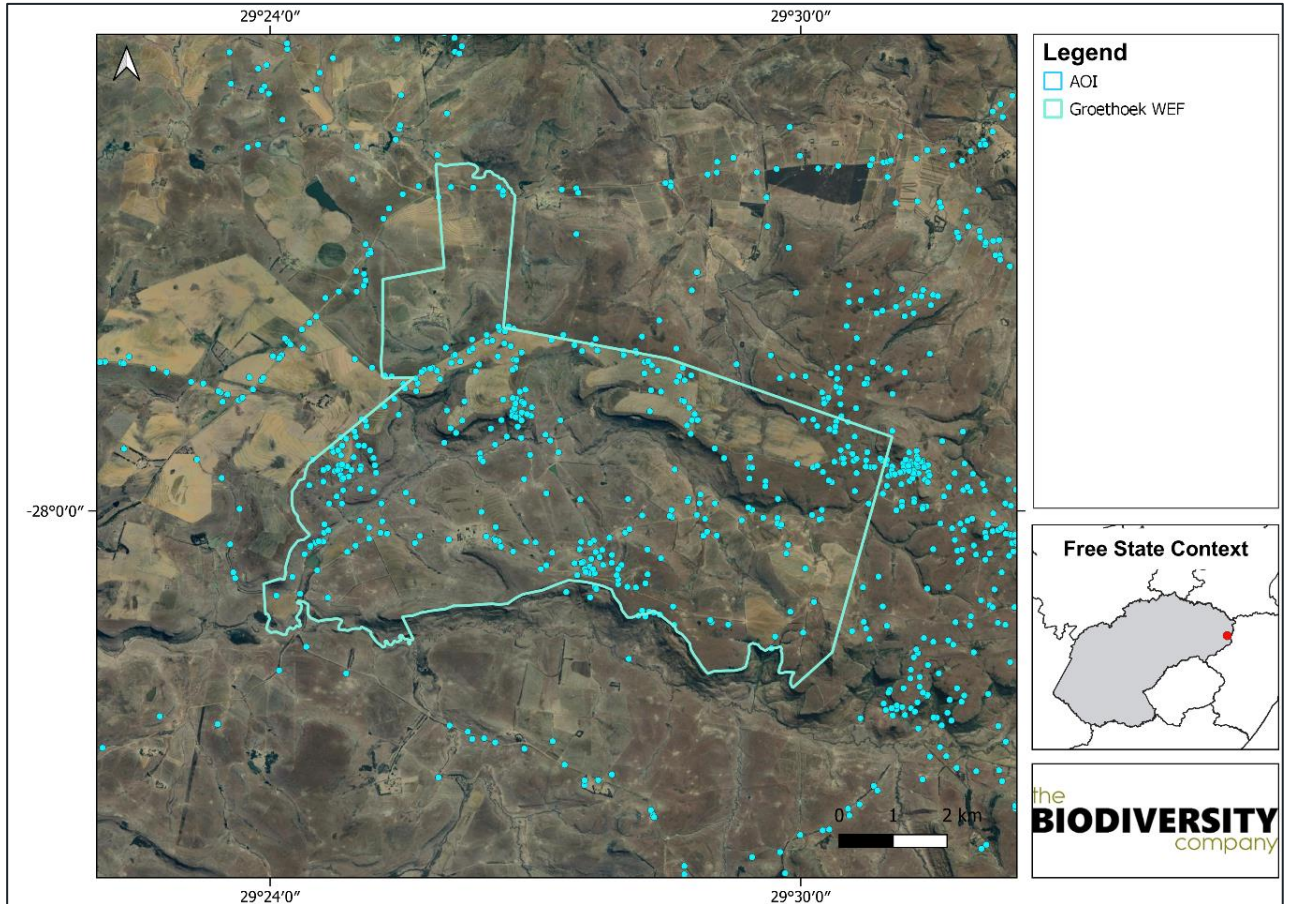 29°24′0″ 29°30′0″
Legend
AOI
Groethoek WEF
-28°0′0″
Free State Context
0 1 2 km
the
BIODIVERSITY
company
29°24′0″ 29°30′0″